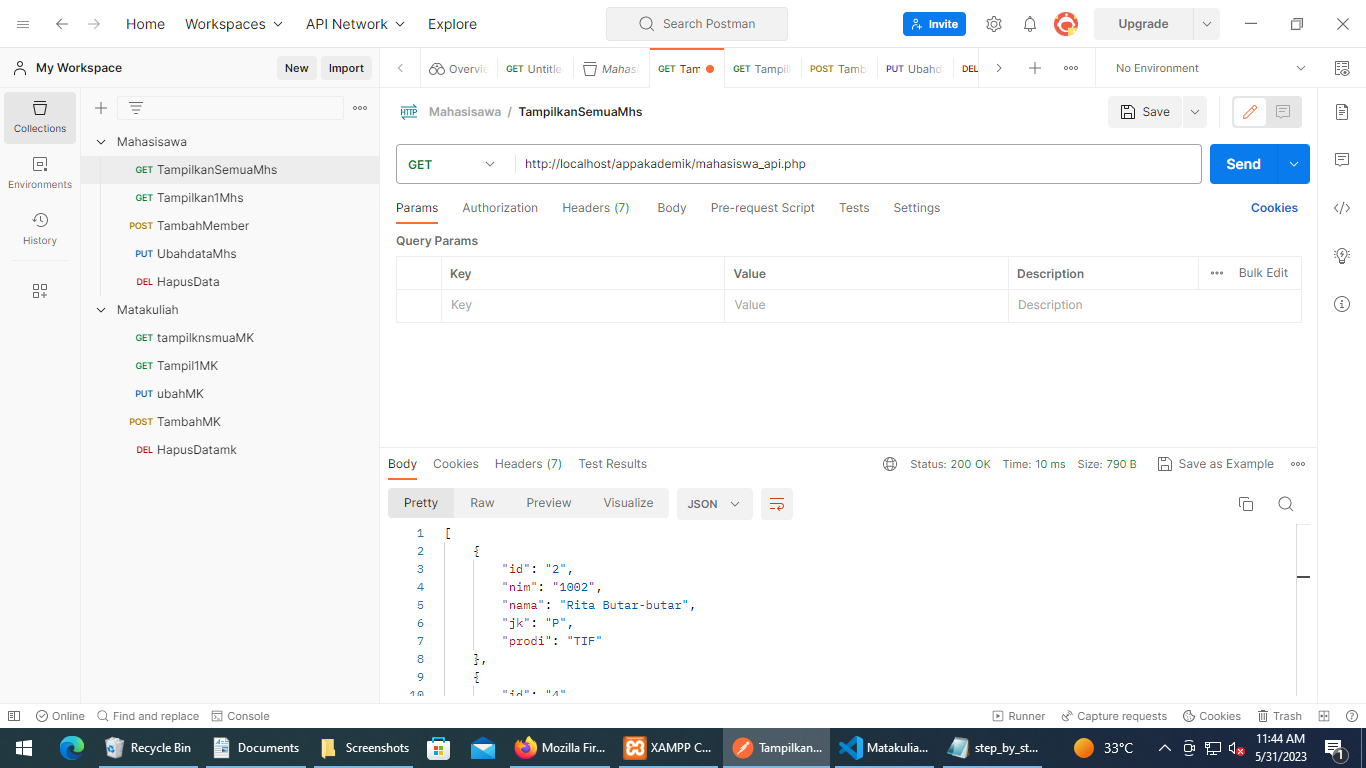 Home
Workspaces
API Network
Explore
Search Postman
Invite
Upgrade
My Workspace
New
Import
Overvie
GET Untitle
Mahasis
GET Tam
GET Tampil
POST Tamb
PUT Ubahd
DEL
No Environment
Collections
Environments
History
Mahasisawa
GET TampilkanSemuaMhs
GET Tampilkan1Mhs
POST TambahMember
PUT UbahdataMhs
DEL HapusData
Matakuliah
GET tampilknsmuaMK
GET Tampil1MK
PUT ubahMK
POST TambahMK
DEL HapusDatamk
HTTP Mahasisawa / TampilkanSemuaMhs
Save
GET
http://localhost/appakademik/mahasiswa_api.php
Send
Params
Authorization
Headers (7)
Body
Pre-request Script
Tests
Settings
Cookies
Query Params
Key
Value
Description
Bulk Edit
Key
Value
Description
Body
Cookies
Headers (7)
Test Results
Status: 200 OK
Time: 10 ms
Size: 790 B
Save as Example
Pretty
Raw
Preview
Visualize
JSON
1 [
2 {
3 "id": "2",
4 "nim": "1002",
5 "nama": "Rita Butar-butar",
6 "jk": "P",
7 "prodi": "TIF"
8 },
9 {
10 "id": "4"
Online
Find and replace
Console
Runner
Capture requests
Cookies
Trash
Recycle Bin
Documents
Screenshots
Mozilla Fir...
XAMPP C...
Tampilkan...
Matakulia...
step_by_st...
33°C
11:44 AM
5/31/2023
1